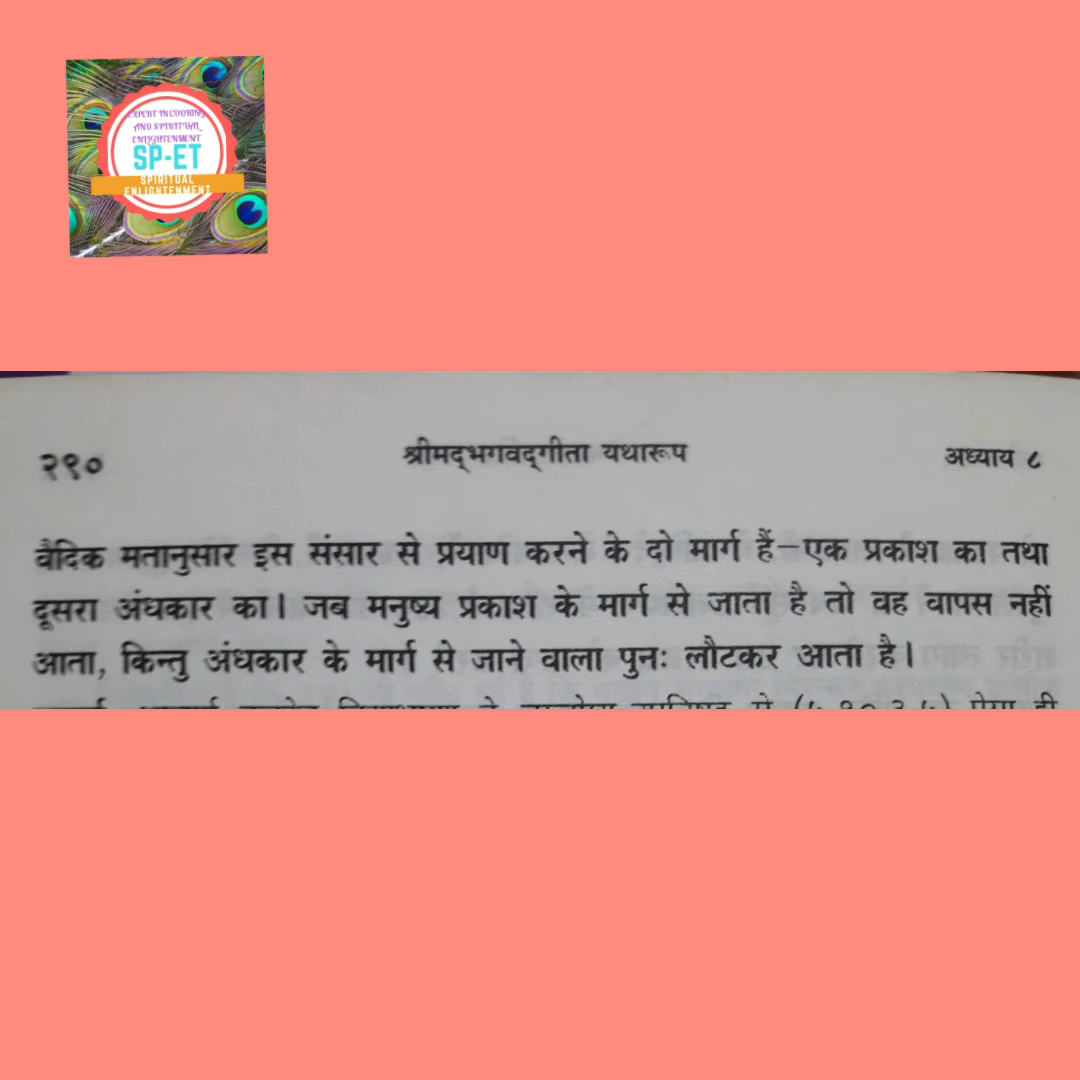 EXPERT IN COOKING
AND SPIRITUAL
ENLIGHTENMENT
SP-ET
SPIRITUAL
ENLIGHTENMENT
२९० श्रीमद्भगवद्गीता यथारूप अध्याय ८
वैदिक मतानुसार इस संसार से प्रयाण करने के दो मार्ग हैं–एक प्रकाश का तथा
दूसरा अंधकार का। जब मनुष्य प्रकाश के मार्ग से जाता है तो वह वापस नहीं
आता, किन्तु अंधकार के मार्ग से जाने वाला पुनः लौटकर आता है।